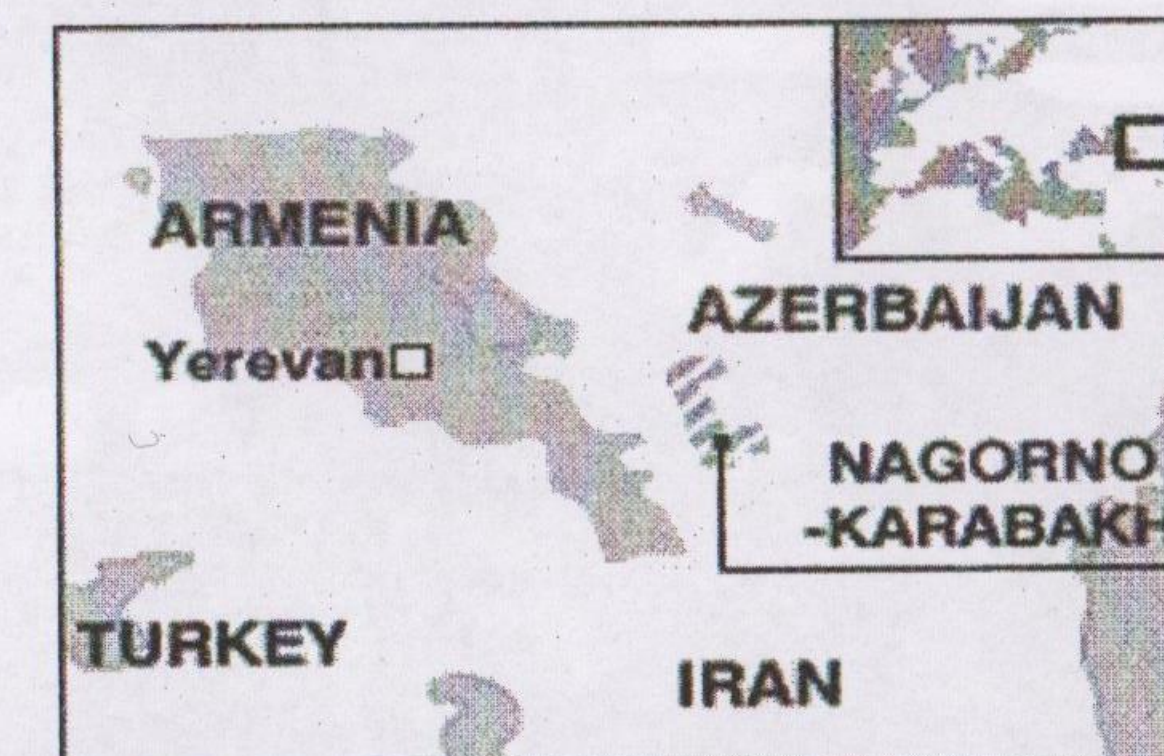 ARMENIA
AZERBAIJAN
Yerevan
NAGORNO
-KARABAKH
TURKEY
IRAN